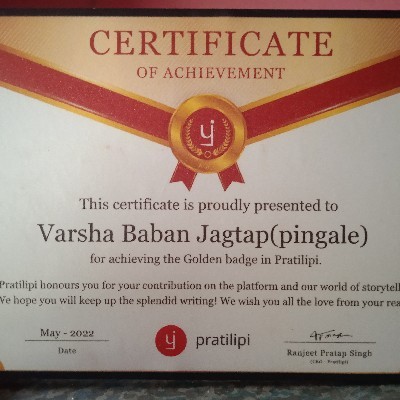 CERTIFICATE
OF ACHIEVEMENT
This certificate is proudly presented to
Varsha Baban Jagtap(pingale)
for achieving the Golden badge in Pratilipi.
Pratilipi honours you for your contribution on the platform and our world of storytell
We hope you will keep up the splendid writing! We wish you all the love from your rea
May - 2022
Date
pratilipi
Ranjeet Pratap Singh